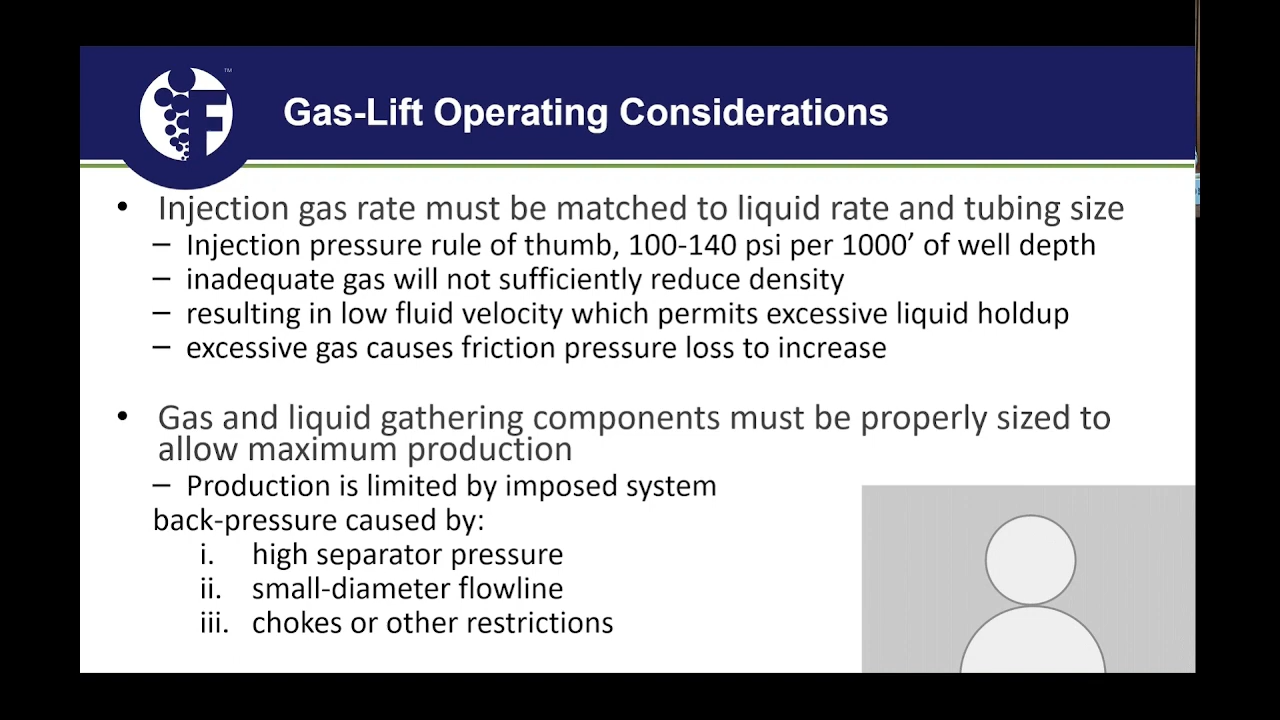 TM
F
Gas-Lift Operating Considerations
• Injection gas rate must be matched to liquid rate and tubing size
– Injection pressure rule of thumb, 100-140 psi per 1000’ of well depth
– inadequate gas will not sufficiently reduce density
– resulting in low fluid velocity which permits excessive liquid holdup
– excessive gas causes friction pressure loss to increase
• Gas and liquid gathering components must be properly sized to
allow maximum production
– Production is limited by imposed system
back-pressure caused by:
i. high separator pressure
ii. small-diameter flowline
iii. chokes or other restrictions